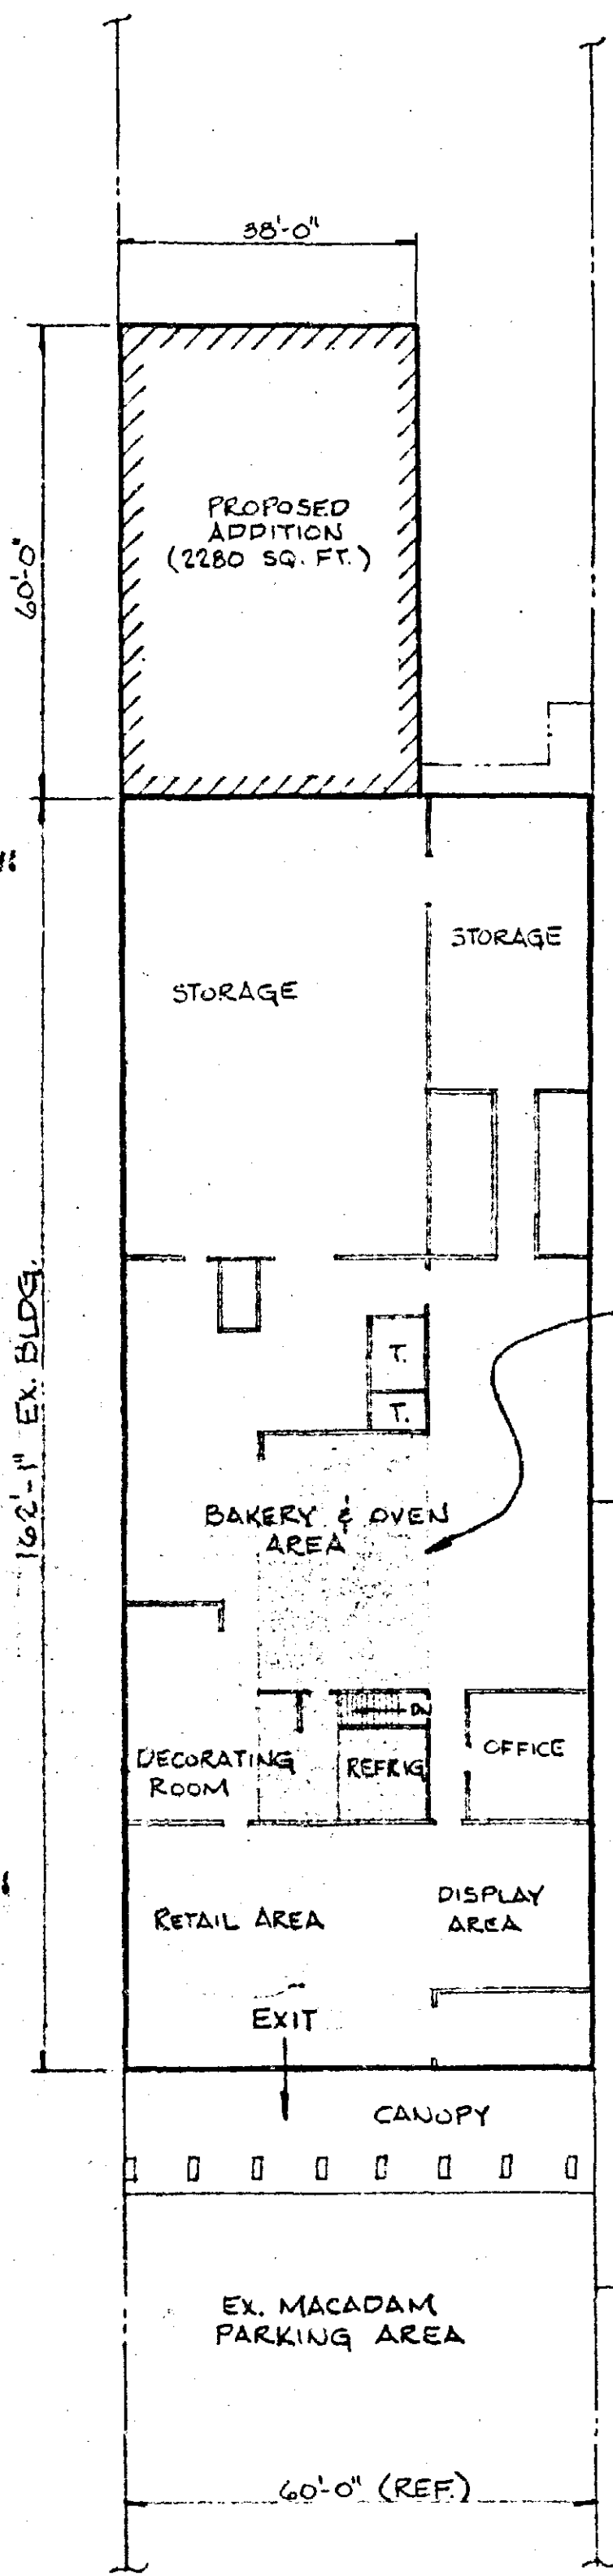 38'-0"
60'-0"
PROPOSED
ADDITION
(2280 SQ. FT.)
STORAGE
STORAGE
162'-1" EX. BLDG.
T.
T.
BAKERY & OVEN
AREA
DECORATING
ROOM
REFRIG
OFFICE
RETAIL AREA
DISPLAY
AREA
EXIT
CANOPY
EX. MACADAM
PARKING AREA
60'-0" (REF.)